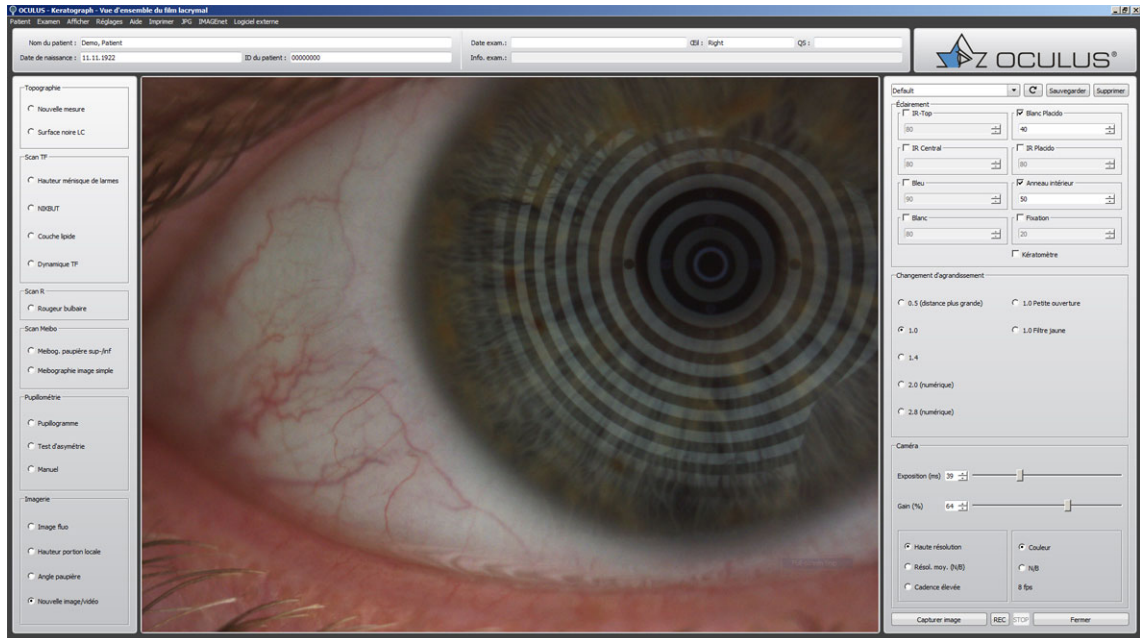 OCULUS - Keratograph - Vue d'ensemble du film lacrymal
Patient Examen Afficher Réglages Aide Imprimer JPG IMAGEnet Logiciel externe
Nom du patient : Demo, Patient
Date de naissance : 11.11.1922 ID du patient : 00000000
Date exam.: Œil : Right QS :
Info. exam.:
OCULUS®
Topographie
Nouvelle mesure
Surface noire LC
Scan TF
Hauteur ménisque de larmes
NIKBUT
Couche lipide
Dynamique TF
Scan R
Rougeur bulbaire
Scan Meibo
Meibog. paupière sup-/inf
Meibographie image simple
Pupillométrie
Pupillogramme
Test d'asymétrie
Manuel
Imagerie
Image fluo
Hauteur portion locale
Angle paupière
Nouvelle image/vidéo
Default Sauvegarder Supprimer
Éclairement
IR-Top Blanc Placido
80 40
IR Central IR Placido
80 80
Bleu Anneau intérieur
90 50
Blanc Fixation
80 20
Kératomètre
Changement d'agrandissement
0.5 (distance plus grande) 1.0 Petite ouverture
1.0 1.0 Filtre jaune
1.4
2.0 (numérique)
2.8 (numérique)
Caméra
Exposition (ms) 39
Gain (%) 64
Haute résolution Couleur
Résol. moy. (N/B) N/B
Cadence élevée 8 fps
Capturer image REC STOP Fermer